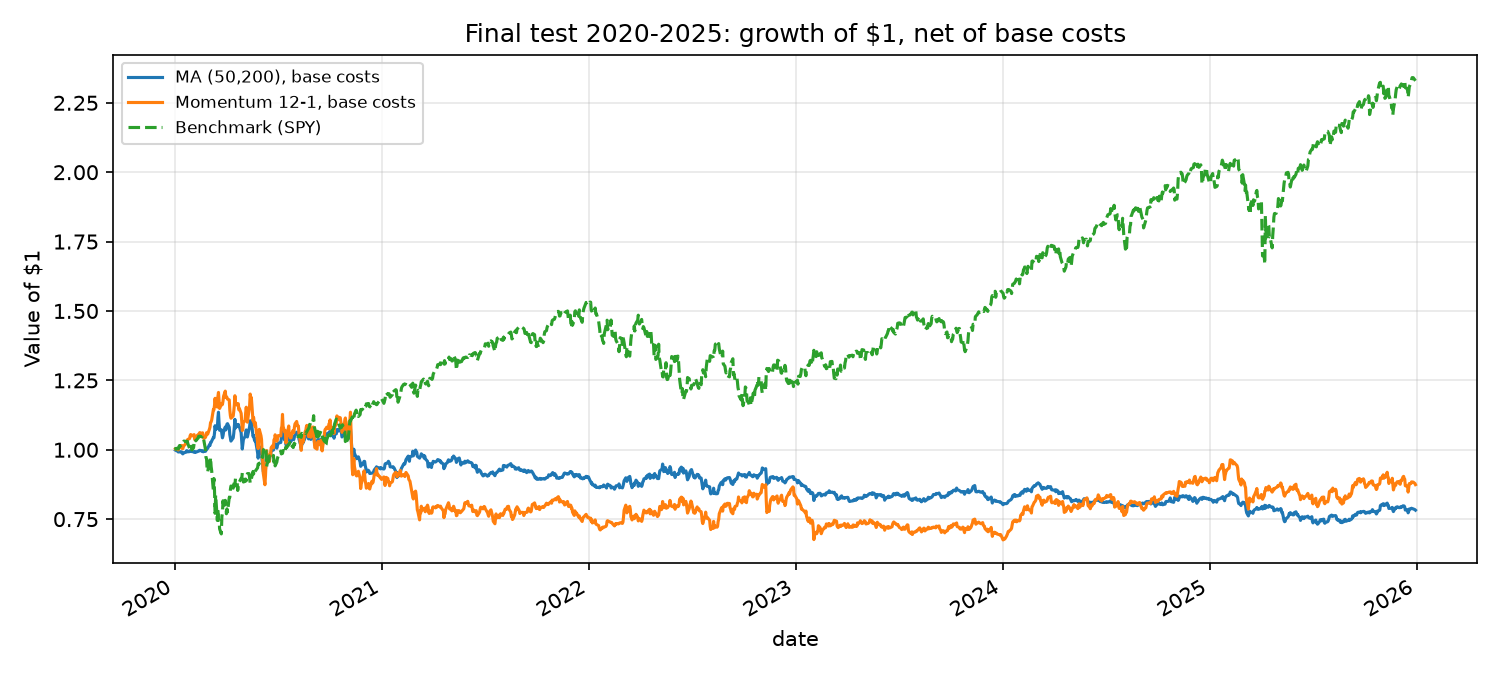 Final test 2020-2025: growth of $1, net of base costs
MA (50,200), base costs
Momentum 12-1, base costs
Benchmark (SPY)
Value of $1
2.25
2.00
1.75
1.50
1.25
1.00
0.75
2020
2021
2022
2023
2024
2025
2026
date